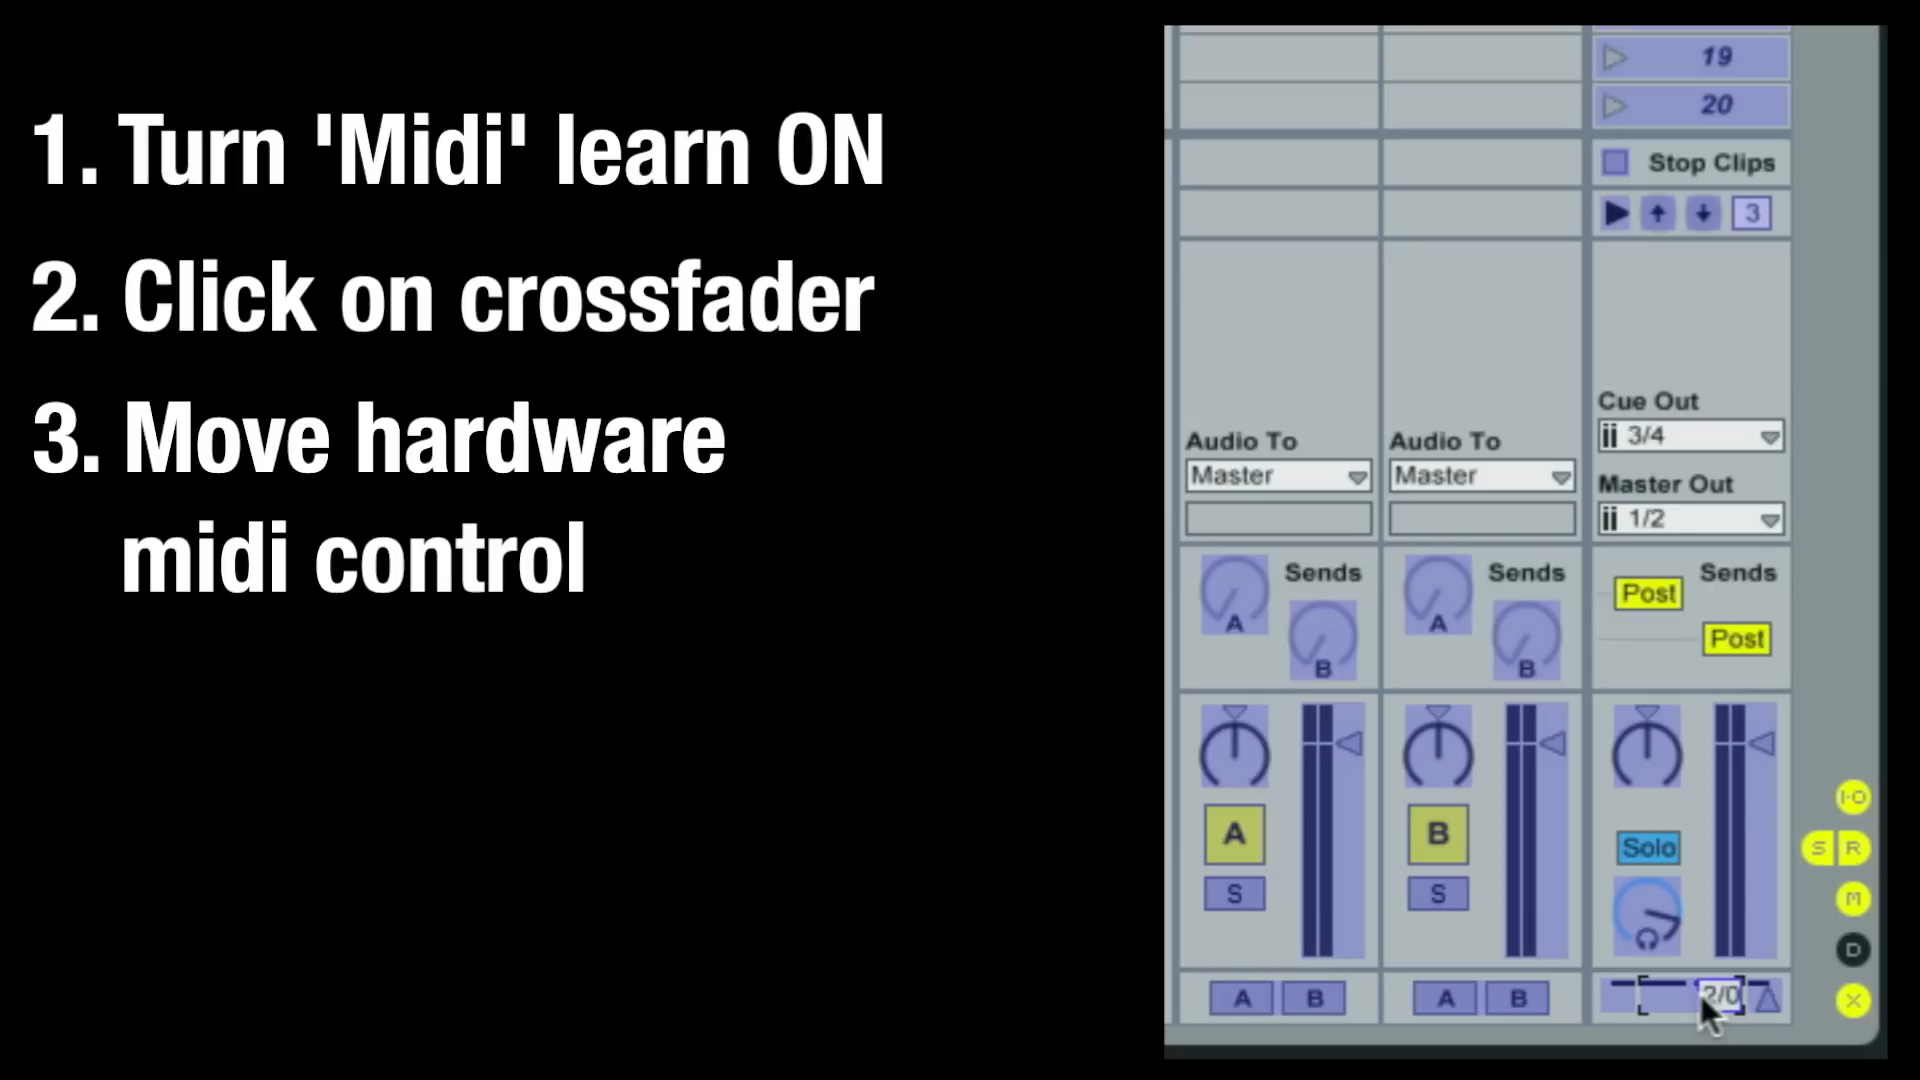 1. Turn 'Midi' learn ON
2. Click on crossfader
3. Move hardware
midi control
19
20
Stop Clips
3
Cue Out
3/4
Audio To
Audio To
Master
Master
Master Out
1/2
Sends
Sends
Sends
A
A
Post
B
B
Post
A
B
Solo
S
S
I-O
S R
M
D
A B
A B
2/0
X